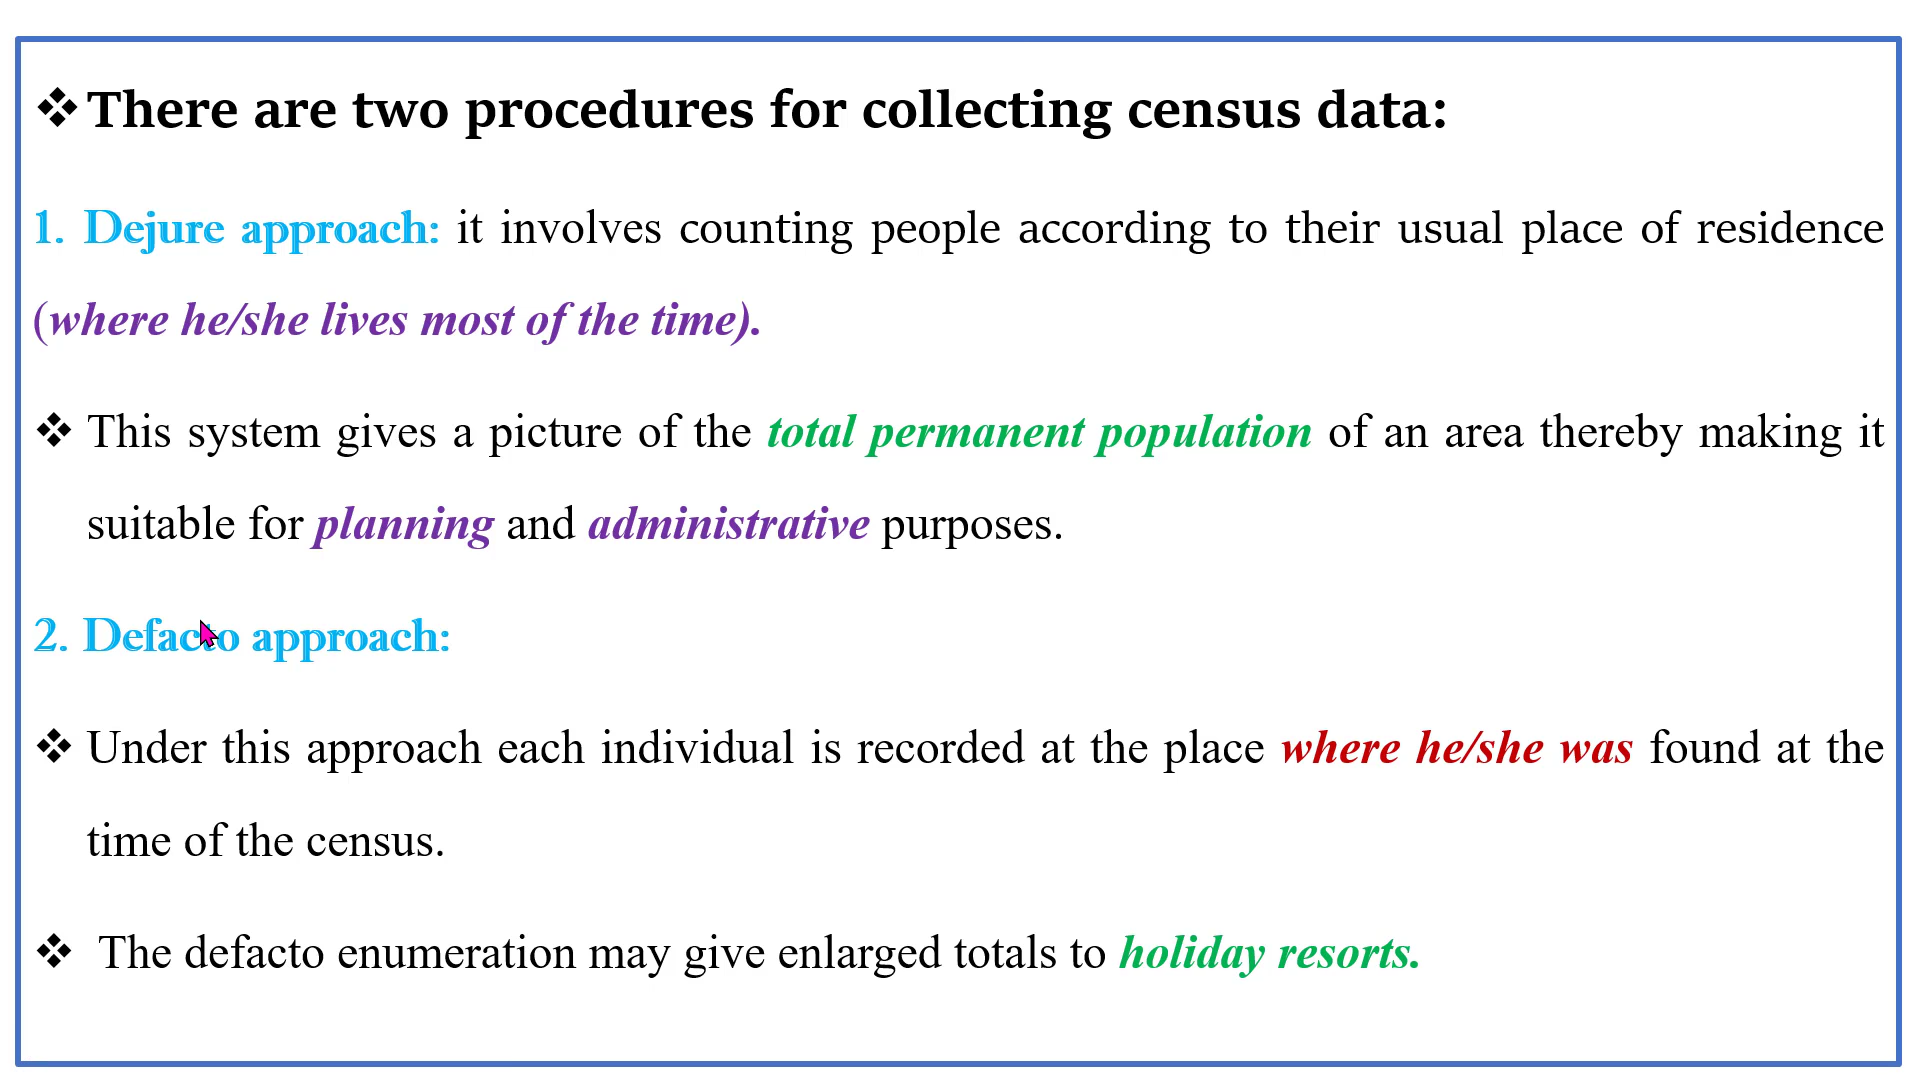 ❖There are two procedures for collecting census data:
1. Dejure approach: it involves counting people according to their usual place of residence
(where he/she lives most of the time).
❖ This system gives a picture of the total permanent population of an area thereby making it
suitable for planning and administrative purposes.
2. Defacto approach:
❖ Under this approach each individual is recorded at the place where he/she was found at the
time of the census.
❖ The defacto enumeration may give enlarged totals to holiday resorts.